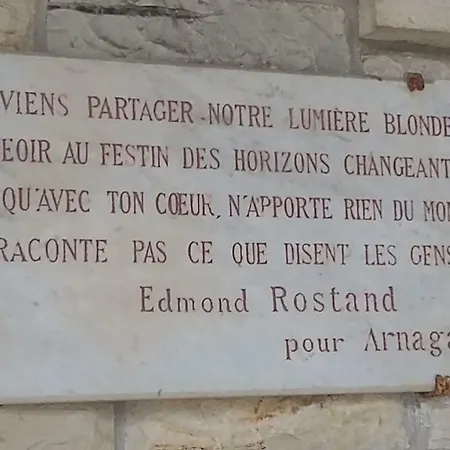 VIENS PARTAGER NOTRE LUMIÈRE BLONDE
EOIR AU FESTIN DES HORIZONS CHANGEANT
QU'AVEC TON CŒUR, N'APPORTE RIEN DU MON
RACONTE PAS CE QUE DISENT LES GENS
Edmond Rostand
pour Arnaga